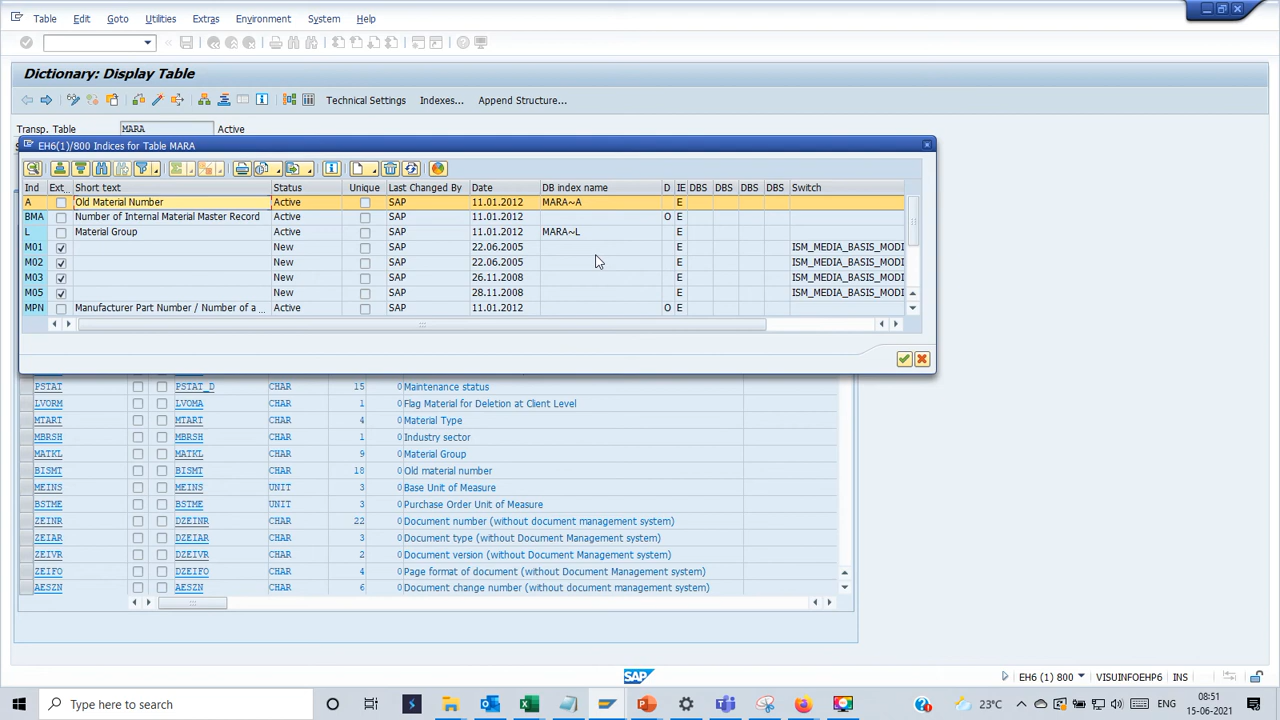 Table Edit Goto Utilities Extras Environment System Help
Dictionary: Display Table
Technical Settings Indexes... Append Structure...
Transp. Table MARA Active
EH6(1)/800 Indices for Table MARA
Ind Ext... Short text Status Unique Last Changed By Date DB index name D IE DBS DBS DBS DBS Switch
A Old Material Number Active SAP 11.01.2012 MARA~A E
BMA Number of Internal Material Master Record Active SAP 11.01.2012 O E
L Material Group Active SAP 11.01.2012 MARA~L E
M01 New SAP 22.06.2005 E ISM_MEDIA_BASIS_MODI
M02 New SAP 22.06.2005 E ISM_MEDIA_BASIS_MODI
M03 New SAP 26.11.2008 E ISM_MEDIA_BASIS_MODI
M05 New SAP 28.11.2008 E ISM_MEDIA_BASIS_MODI
MPN Manufacturer Part Number / Number of a ... Active SAP 11.01.2012 O E
PSTAT PSTAT_D CHAR 15 0 Maintenance status
LVORM LVOMA CHAR 1 0 Flag Material for Deletion at Client Level
MTART MTART CHAR 4 0 Material Type
MBRSH MBRSH CHAR 1 0 Industry sector
MATKL MATKL CHAR 9 0 Material Group
BISMT BISMT CHAR 18 0 Old material number
MEINS MEINS UNIT 3 0 Base Unit of Measure
BSTME BSTME UNIT 3 0 Purchase Order Unit of Measure
ZEINR DZEINR CHAR 22 0 Document number (without document management system)
ZEIAR DZEIAR CHAR 3 0 Document type (without Document Management system)
ZEIVR DZEIVR CHAR 2 0 Document version (without Document Management system)
ZEIFO DZEIFO CHAR 4 0 Page format of document (without Document Management system)
AESZN AESZN CHAR 6 0 Document change number (without document management system)
SAP
EH6 (1) 800 VISUINFOEHP6 INS
Type here to search
23°C
ENG
08:51
15-06-2021